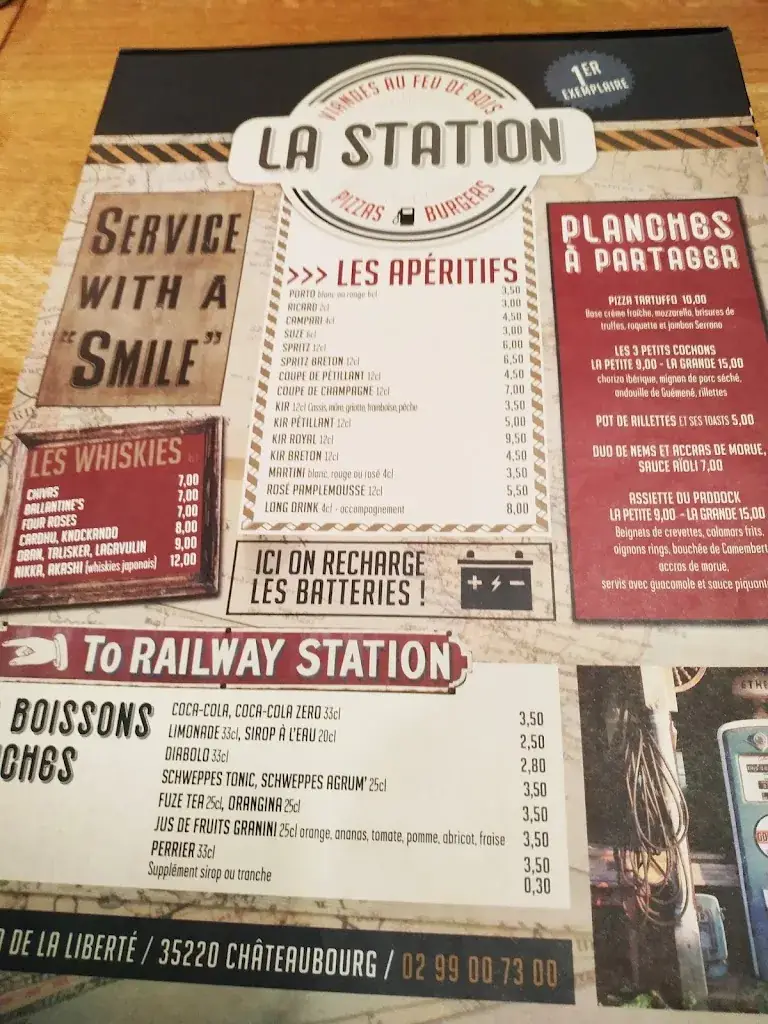 1ER
EXEMPLAIRE
VIANDES AU FEU DE BOIS
LA STATION
PIZZAS BURGERS
SERVICE
WITH A
"SMILE"
>>> LES APÉRITIFS
PORTO blanc ou rouge 6cl 3,50
RICARD 2cl 3,00
CAMPARI 4cl 4,50
SUZE 6cl 3,00
SPRITZ 12cl 6,00
SPRITZ BRETON 12cl 6,50
COUPE DE PÉTILLANT 12cl 4,50
COUPE DE CHAMPAGNE 12cl 7,00
KIR 12cl Cassis, mûre, griotte, framboise, pêche 3,50
KIR PÉTILLANT 12cl 5,00
KIR ROYAL 12cl 9,50
KIR BRETON 12cl 4,50
MARTINI blanc, rouge ou rosé 4cl 3,50
ROSÉ PAMPLEMOUSSE 12cl 5,50
LONG DRINK 4cl - accompagnement 8,00
PLANCHES
À PARTAGER
PIZZA TARTUFFO 10,00
Base crème fraîche, mozzarella, brisures de
truffes, roquette et jambon Serrano
LES 3 PETITS COCHONS
LA PETITE 9,00 - LA GRANDE 15,00
chorizo ibérique, mignon de porc séché,
andouille de Guémené, rillettes
POT DE RILLETTES ET SES TOASTS 5,00
DUO DE NEMS ET ACCRAS DE MORUE,
SAUCE AÏOLI 7,00
ASSIETTE DU PADDOCK
LA PETITE 9,00 - LA GRANDE 15,00
Beignets de crevettes, calamars frits,
oignons rings, bouchée de Camembert
accras de morue,
servis avec guacamole et sauce piquante
LES WHISKIES
CHIVAS 7,00
BALLANTINE'S 7,00
FOUR ROSES 7,00
CARDHU, KNOCKANDO 8,00
OBAN, TALISKER, LAGAVULIN 9,00
NIKKA, AKASHI (whiskies japonais) 12,00
ICI ON RECHARGE
LES BATTERIES !
TO RAILWAY STATION
BOISSONS
CHES
COCA-COLA, COCA-COLA ZERO 33cl 3,50
LIMONADE 33cl, SIROP À L'EAU 20cl 2,50
DIABOLO 33cl 2,80
SCHWEPPES TONIC, SCHWEPPES AGRUM' 25cl 3,50
FUZE TEA 25cl, ORANGINA 25cl 3,50
JUS DE FRUITS GRANINI 25cl orange, ananas, tomate, pomme, abricot, fraise 3,50
PERRIER 33cl 3,50
Supplément sirop ou tranche 0,30
DE LA LIBERTÉ / 35220 CHÂTEAUBOURG / 02 99 00 73 00